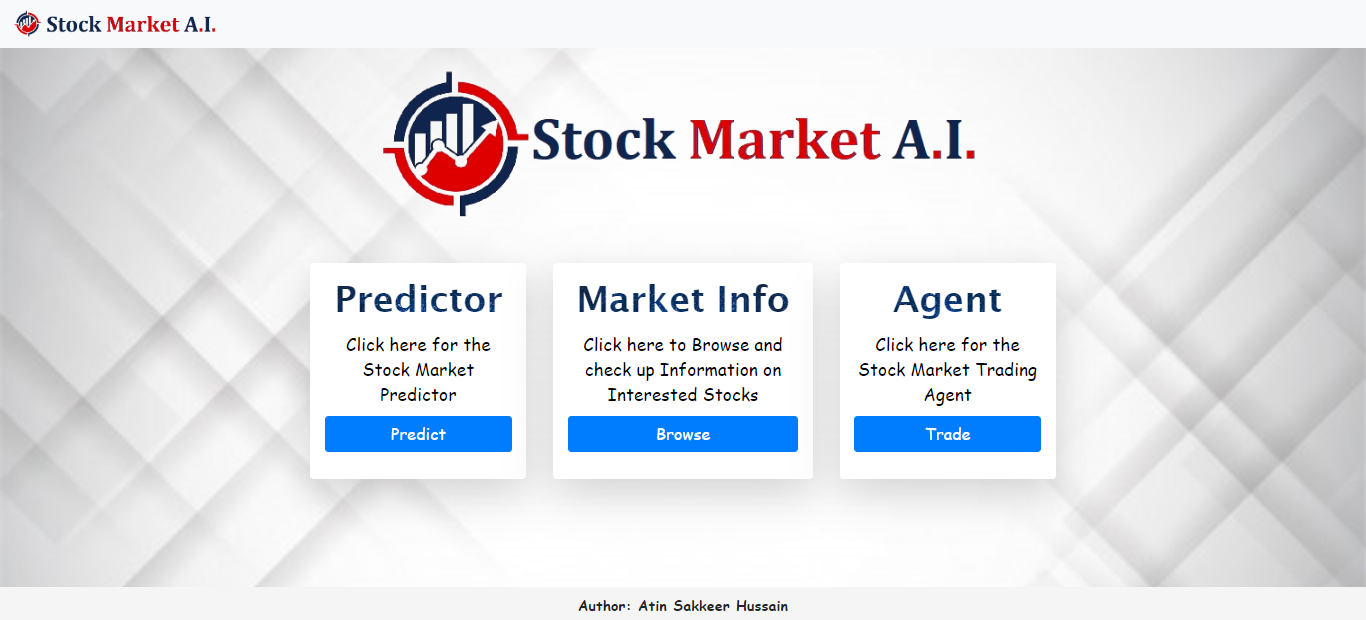 Stock Market A.I.
Stock Market A.I.
Predictor
Click here for the
Stock Market
Predictor
Predict
Market Info
Click here to Browse and
check up Information on
Interested Stocks
Browse
Agent
Click here for the
Stock Market Trading
Agent
Trade
Author: Atin Sakkeer Hussain